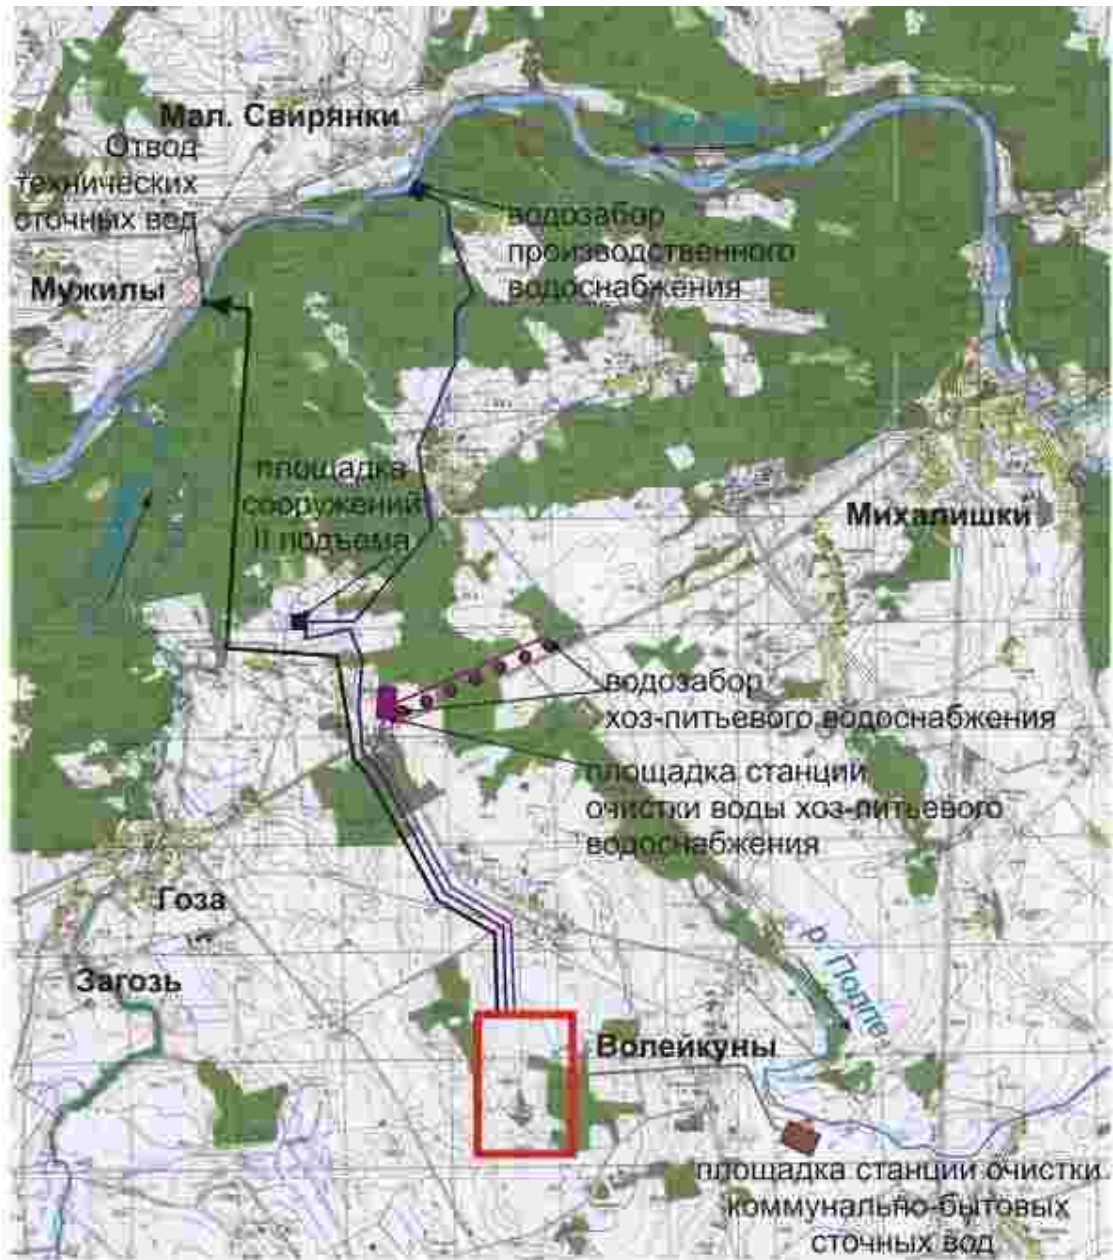 Мал. Свирянки
Отвод
технических
сточных вод
водозабор
производственного
водоснабжения
Мужилы
площадка
сооружений
II подъема
Михалишки
водозабор
хоз-питьевого водоснабжения
площадка станции
очистки воды хоз-питьевого
водоснабжения
Гоза
Загозь
р. Полпе
Волейкуны
площадка станции очистки
коммунально-бытовых
сточных вод